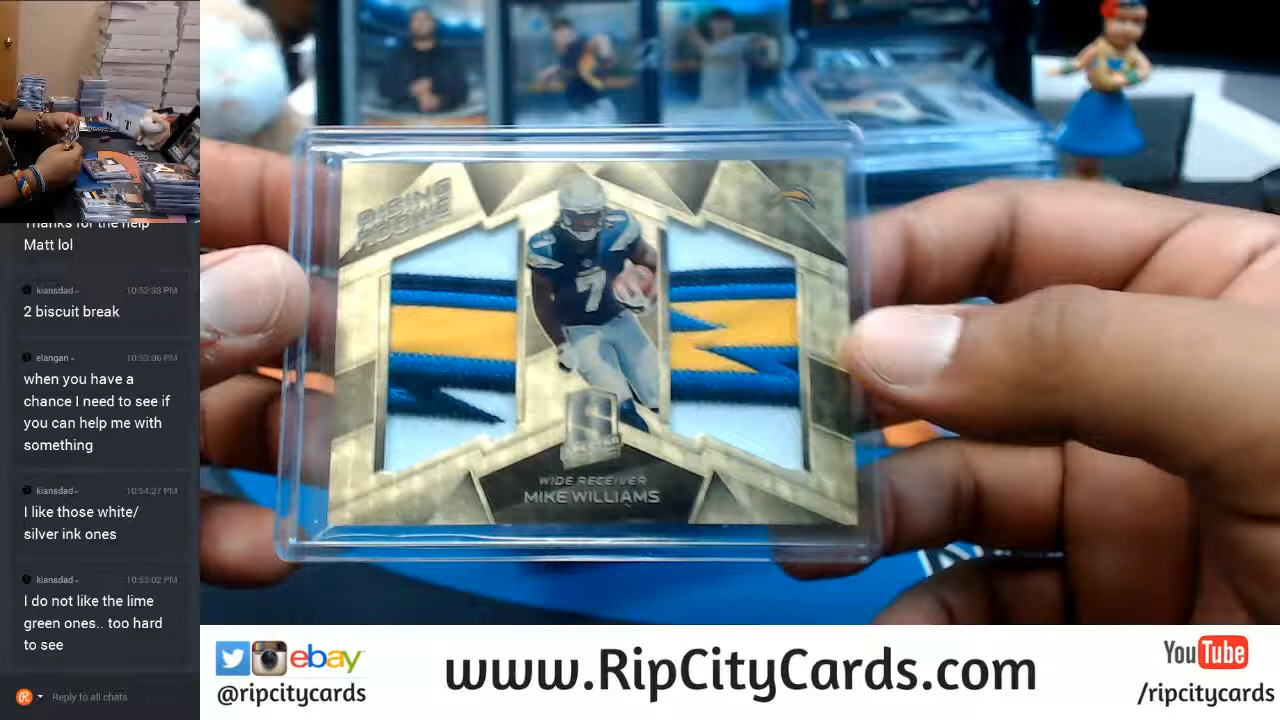 Thanks for the help
Matt lol
kiansdad~ 10:52:33 PM
2 biscuit break
elangan~ 10:53:06 PM
when you have a
chance I need to see if
you can help me with
something
kiansdad~ 10:54:27 PM
I like those white/
silver ink ones
kiansdad~ 10:55:02 PM
I do not like the lime
green ones.. too hard
to see
Reply to all chats
RISING
ROOKIE
7
WIDE RECEIVER
MIKE WILLIAMS
ebay
@ripcitycards
www.RipCityCards.com
YouTube
/ripcitycards